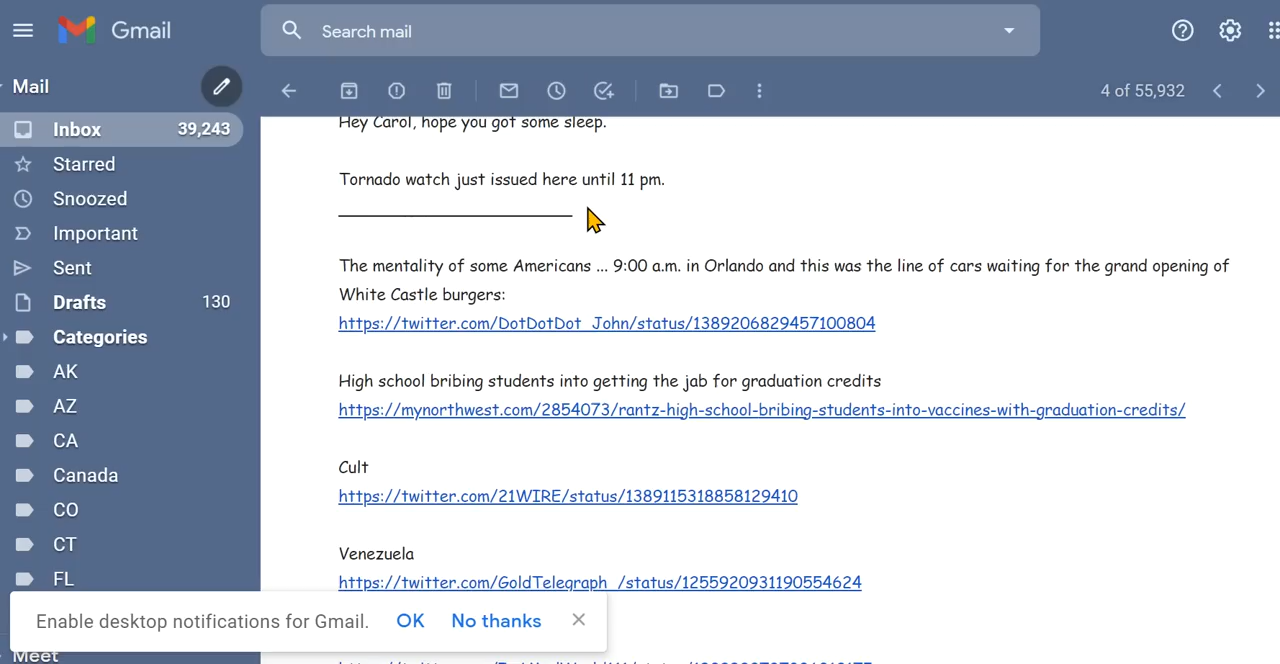 Gmail
Search mail
Mail
4 of 55,932
Inbox 39,243
Starred
Snoozed
Important
Sent
Drafts 130
Categories
AK
AZ
CA
Canada
CO
CT
FL
Meet
Hey Carol, hope you got some sleep.
Tornado watch just issued here until 11 pm.
The mentality of some Americans ... 9:00 a.m. in Orlando and this was the line of cars waiting for the grand opening of
White Castle burgers:
https://twitter.com/DotDotDot_John/status/1389206829457100804
High school bribing students into getting the jab for graduation credits
https://mynorthwest.com/2854073/rantz-high-school-bribing-students-into-vaccines-with-graduation-credits/
Cult
https://twitter.com/21WIRE/status/1389115318858129410
Venezuela
https://twitter.com/GoldTelegraph_/status/1255920931190554624
Enable desktop notifications for Gmail. OK No thanks